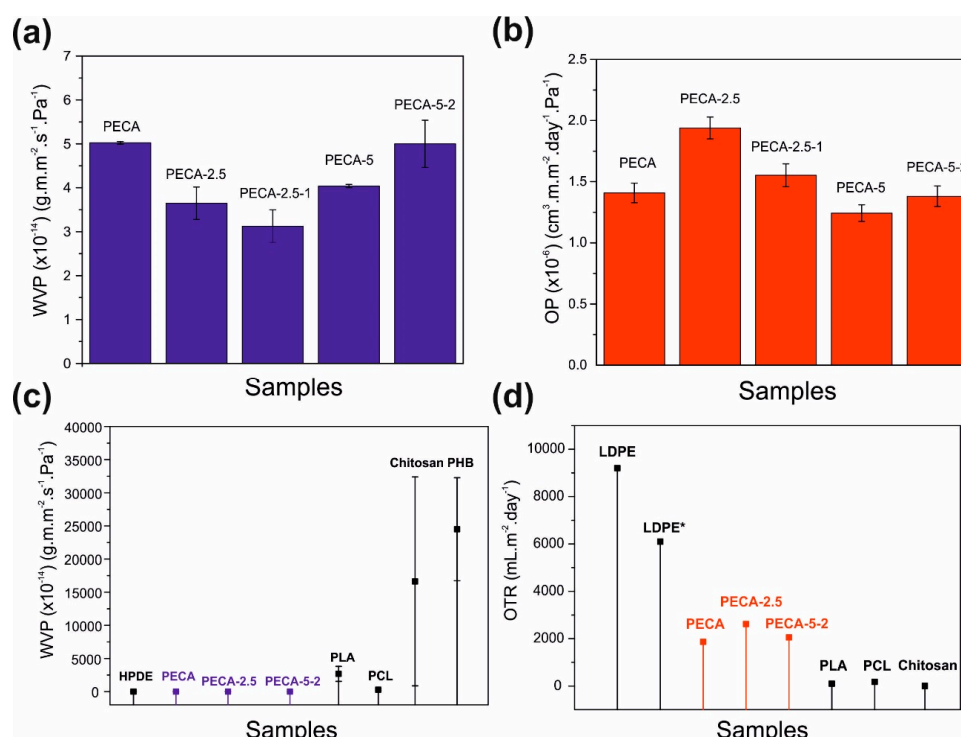 (a)
7
6
5
4
3
2
1
0
WVP (x10⁻¹⁴) (g.m.m⁻².s⁻¹.Pa⁻¹)
PECA
PECA-2.5
PECA-2.5-1
PECA-5
PECA-5-2
Samples
(b)
2.5
2.0
1.5
1.0
0.5
0.0
OP (x10⁻⁶) (cm³.m.m⁻².day⁻¹.Pa⁻¹)
PECA
PECA-2.5
PECA-2.5-1
PECA-5
Samples
(c)
40000
35000
30000
25000
20000
15000
10000
5000
0
WVP (x10⁻¹⁴) (g.m.m⁻².s⁻¹.Pa⁻¹)
HPDE
PECA
PECA-2.5
PECA-5-2
PLA
PCL
Chitosan PHB
Samples
(d)
10000
8000
6000
4000
2000
0
OTR (mL.m⁻².day⁻¹)
LDPE
LDPE*
PECA
PECA-2.5
PECA-5-2
PLA
PCL
Chitosan
Samples